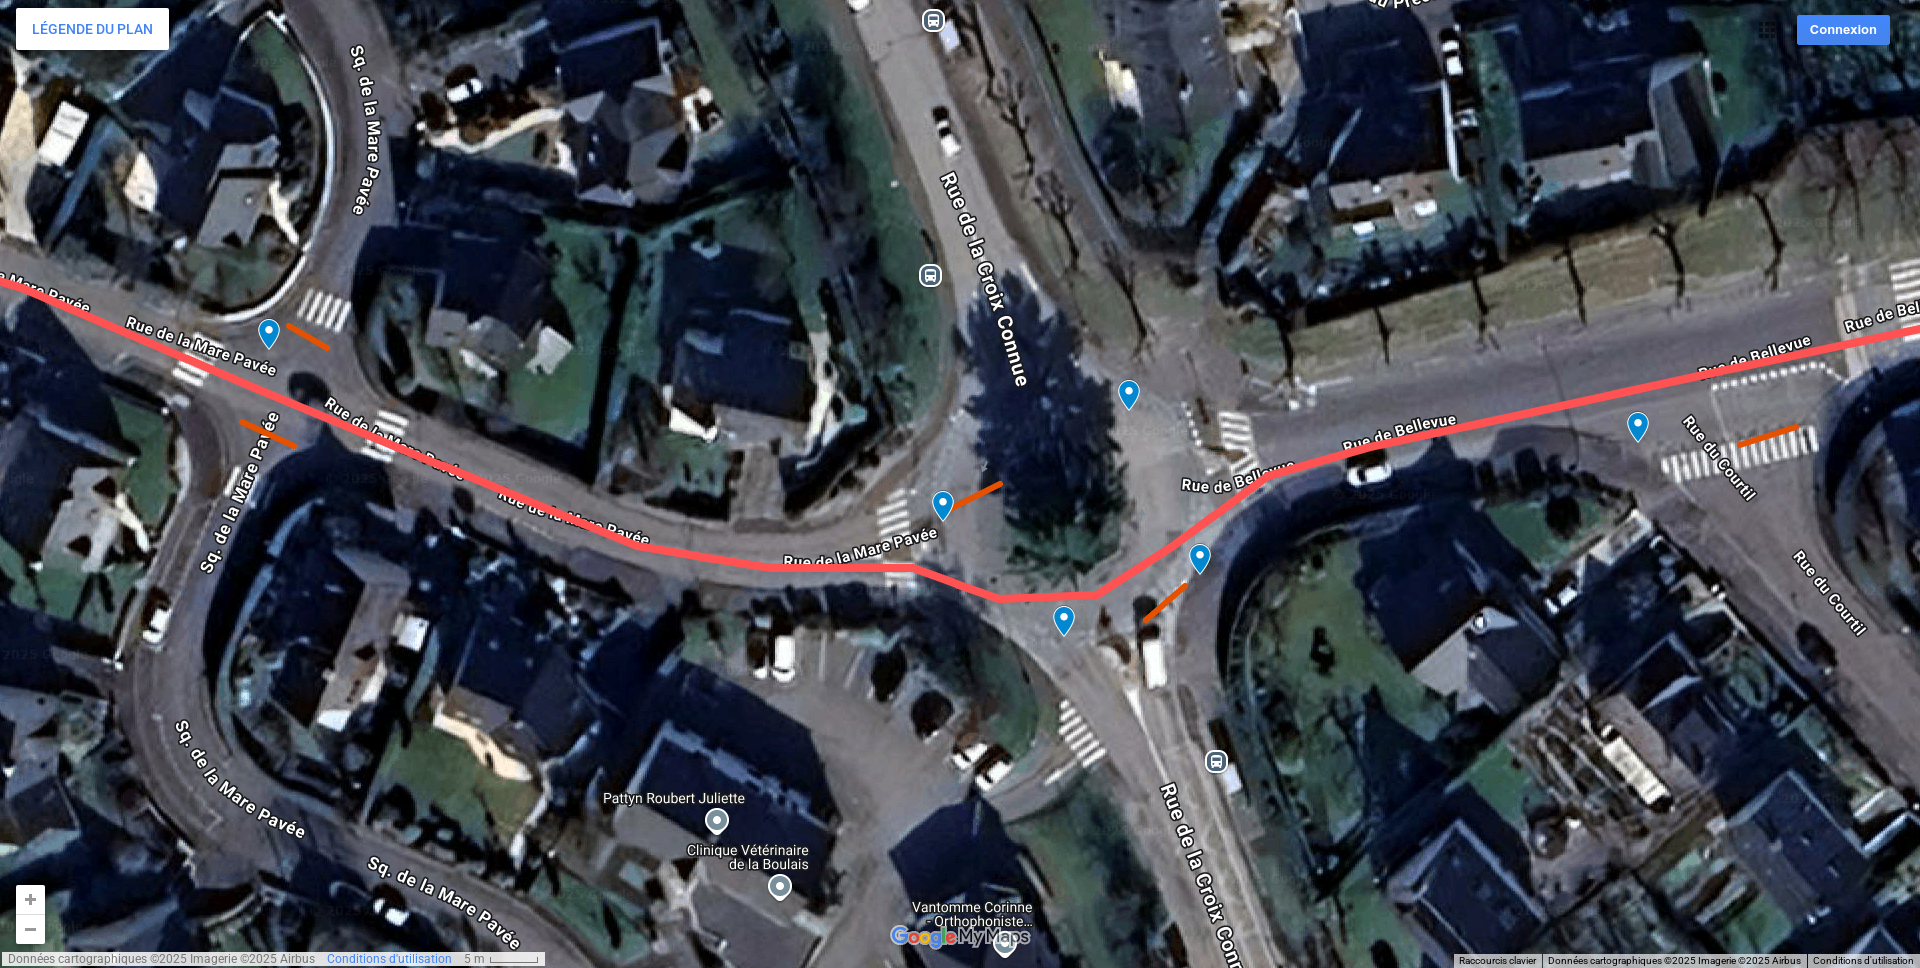 LÉGENDE DU PLAN
Connexion
Sq. de la Mare Pavée
Rue de la Croix Connue
Mare Pavée
Rue de la Mare Pavée
Rue de la Mare Pavée
Rue de la Mare Pavée
Rue de la Mare Pavée
Sq. de la Mare Pavée
Rue de Bellevue
Rue de Bellevue
Rue de Bellevue
Rue de Bel
Rue du Courtil
Rue du Courtil
Sq. de la Mare Pavée
Sq. de la Mare Pavée
Rue de la Croix Conn
Pattyn Roubert Juliette
Clinique Vétérinaire
de la Boulais
Vantomme Corinne
- Orthophoniste...
Google My Maps
Données cartographiques ©2025 Imagerie ©2025 Airbus Conditions d'utilisation 5 m
Raccourcis clavier Données cartographiques ©2025 Imagerie ©2025 Airbus Conditions d'utilisation